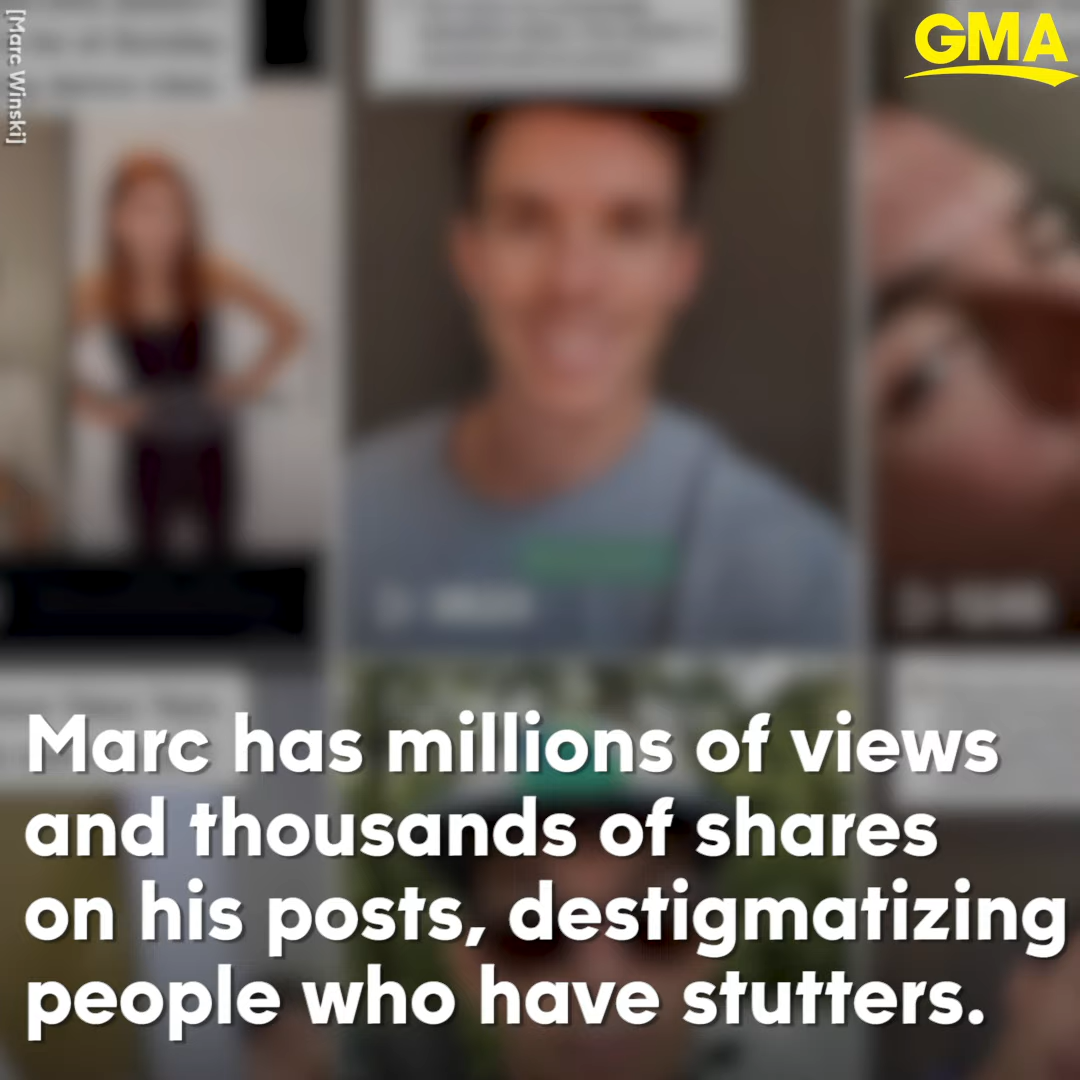 [Marc Winski]
GMA
Marc has millions of views
and thousands of shares
on his posts, destigmatizing
people who have stutters.